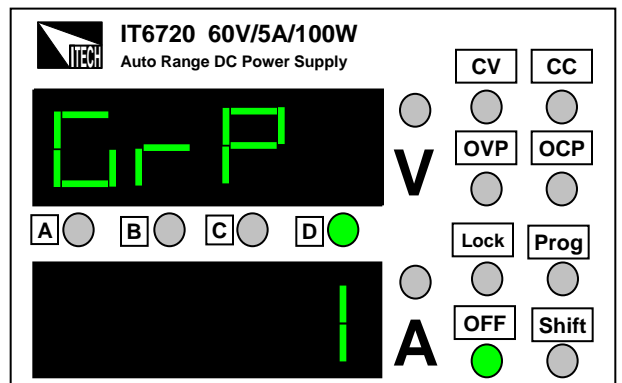 ITECH
IT6720 60V/5A/100W
Auto Range DC Power Supply
CV CC
GrP
V
OVP OCP
A B C D
Lock Prog
1
A
OFF Shift